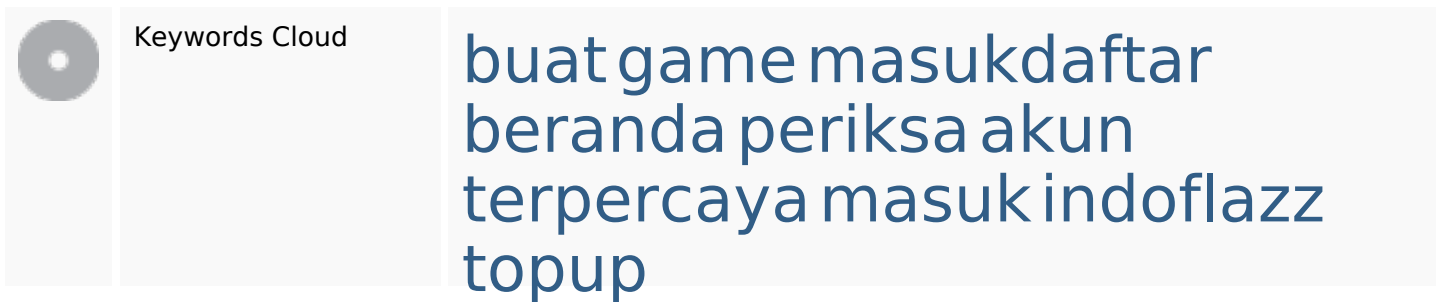 Keywords Cloud
buat game masukdaftar
beranda periksa akun
terpercaya masuk indoflazz
topup